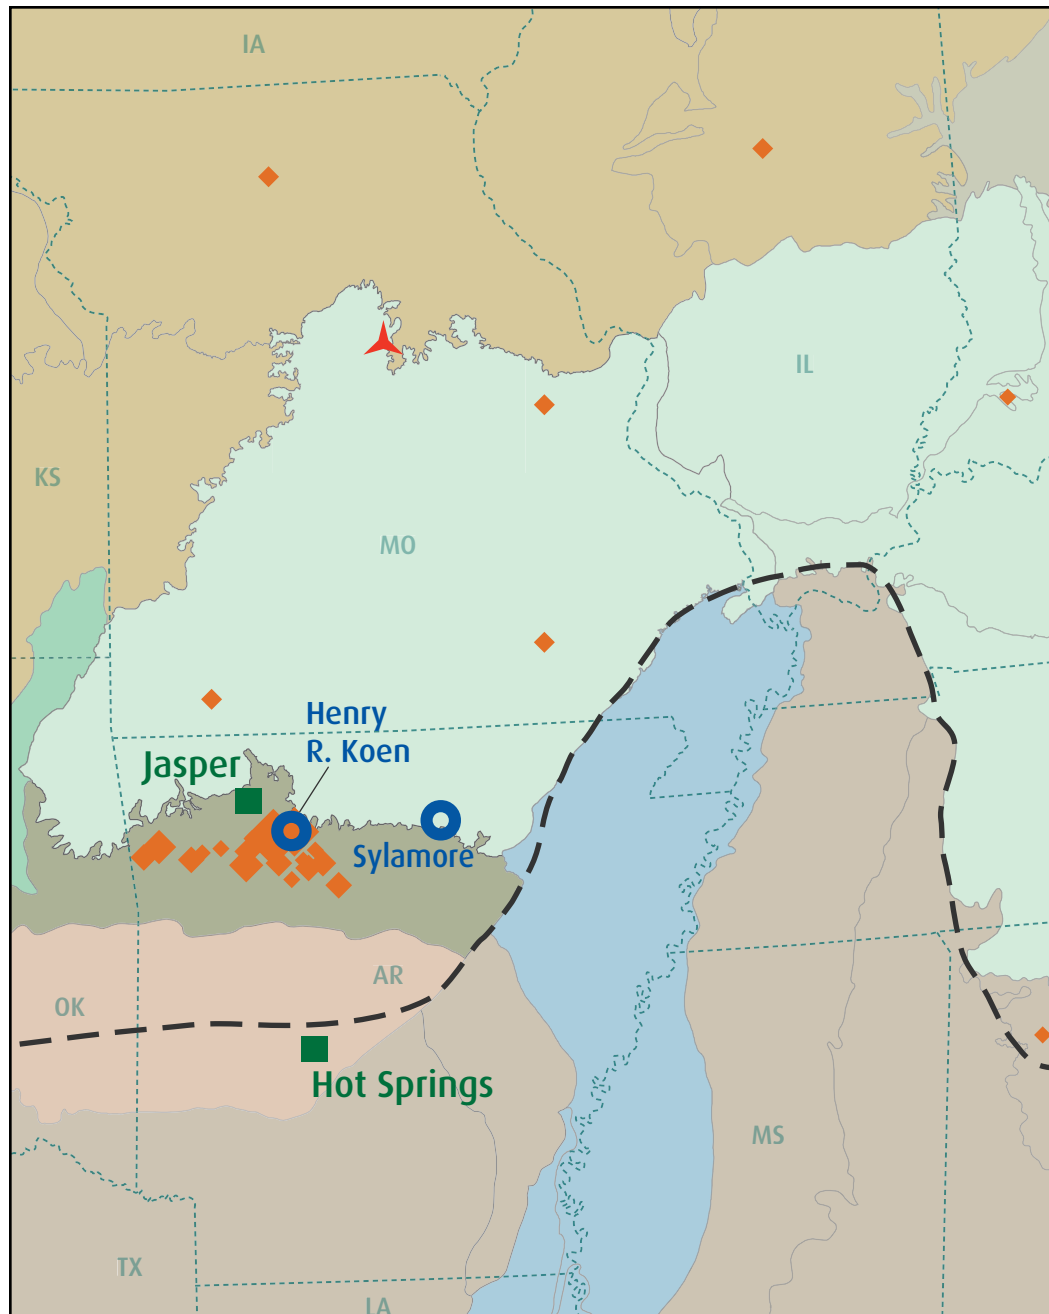 IA
IL
KS
MO
Henry
R. Koen
Jasper
Sylamore
AR
OK
Hot Springs
MS
TX
LA